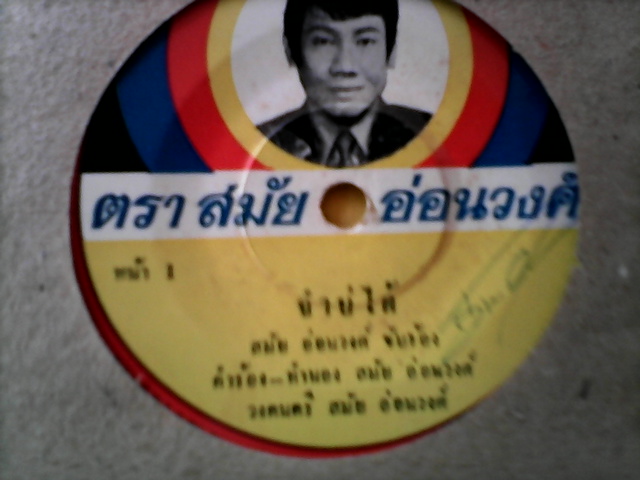 ตรา สมัย อ่อนวงศ์
หน้า 1
สมัย อ่อนวงศ์ ขับร้อง
คำร้อง—ทำนอง สมัย อ่อนวงศ์
วงดนตรี สมัย อ่อนวงศ์